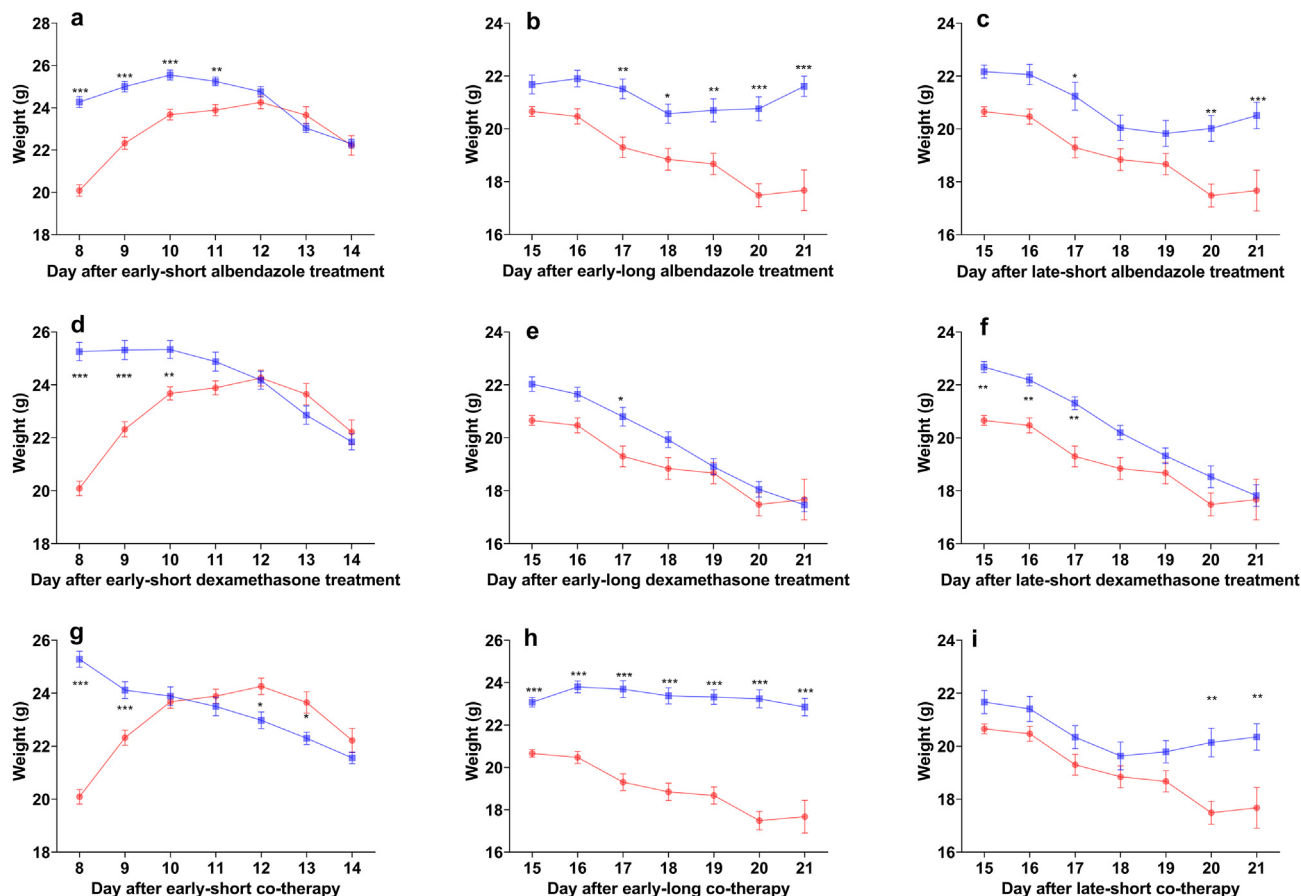 a
28
26
24
22
20
18
Weight (g)
*** *** *** **
8 9 10 11 12 13 14
Day after early-short albendazole treatment
b
24
22
20
18
16
Weight (g)
** * ** *** ***
15 16 17 18 19 20 21
Day after early-long albendazole treatment
c
24
22
20
18
16
Weight (g)
* ** ***
15 16 17 18 19 20 21
Day after late-short albendazole treatment
d
26
24
22
20
18
Weight (g)
*** *** **
8 9 10 11 12 13 14
Day after early-short dexamethasone treatment
e
24
22
20
18
16
Weight (g)
*
15 16 17 18 19 20 21
Day after early-long dexamethasone treatment
f
24
22
20
18
16
Weight (g)
** ** **
15 16 17 18 19 20 21
Day after late-short dexamethasone treatment
g
26
24
22
20
18
Weight (g)
*** *** * *
8 9 10 11 12 13 14
Day after early-short co-therapy
h
26
24
22
20
18
16
Weight (g)
*** *** *** *** *** *** ***
15 16 17 18 19 20 21
Day after early-long co-therapy
i
24
22
20
18
16
Weight (g)
** **
15 16 17 18 19 20 21
Day after late-short co-therapy